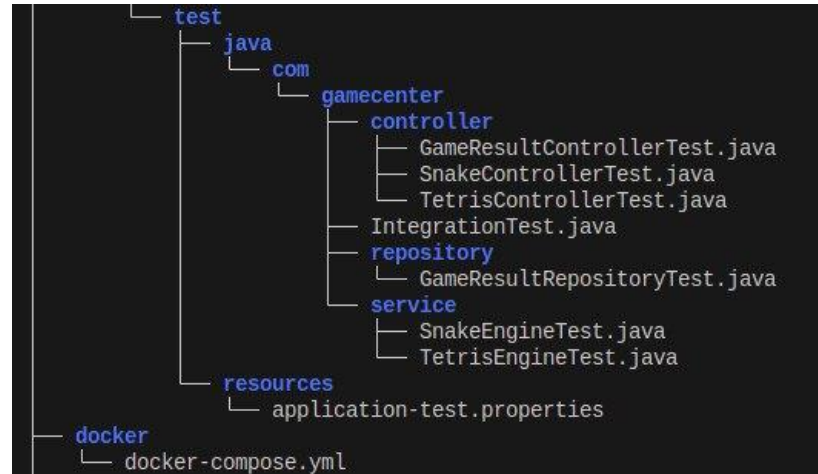 test
java
com
gamecenter
controller
GameResultControllerTest.java
SnakeControllerTest.java
TetrisControllerTest.java
IntegrationTest.java
repository
GameResultRepositoryTest.java
service
SnakeEngineTest.java
TetrisEngineTest.java
resources
application-test.properties
docker
docker-compose.yml